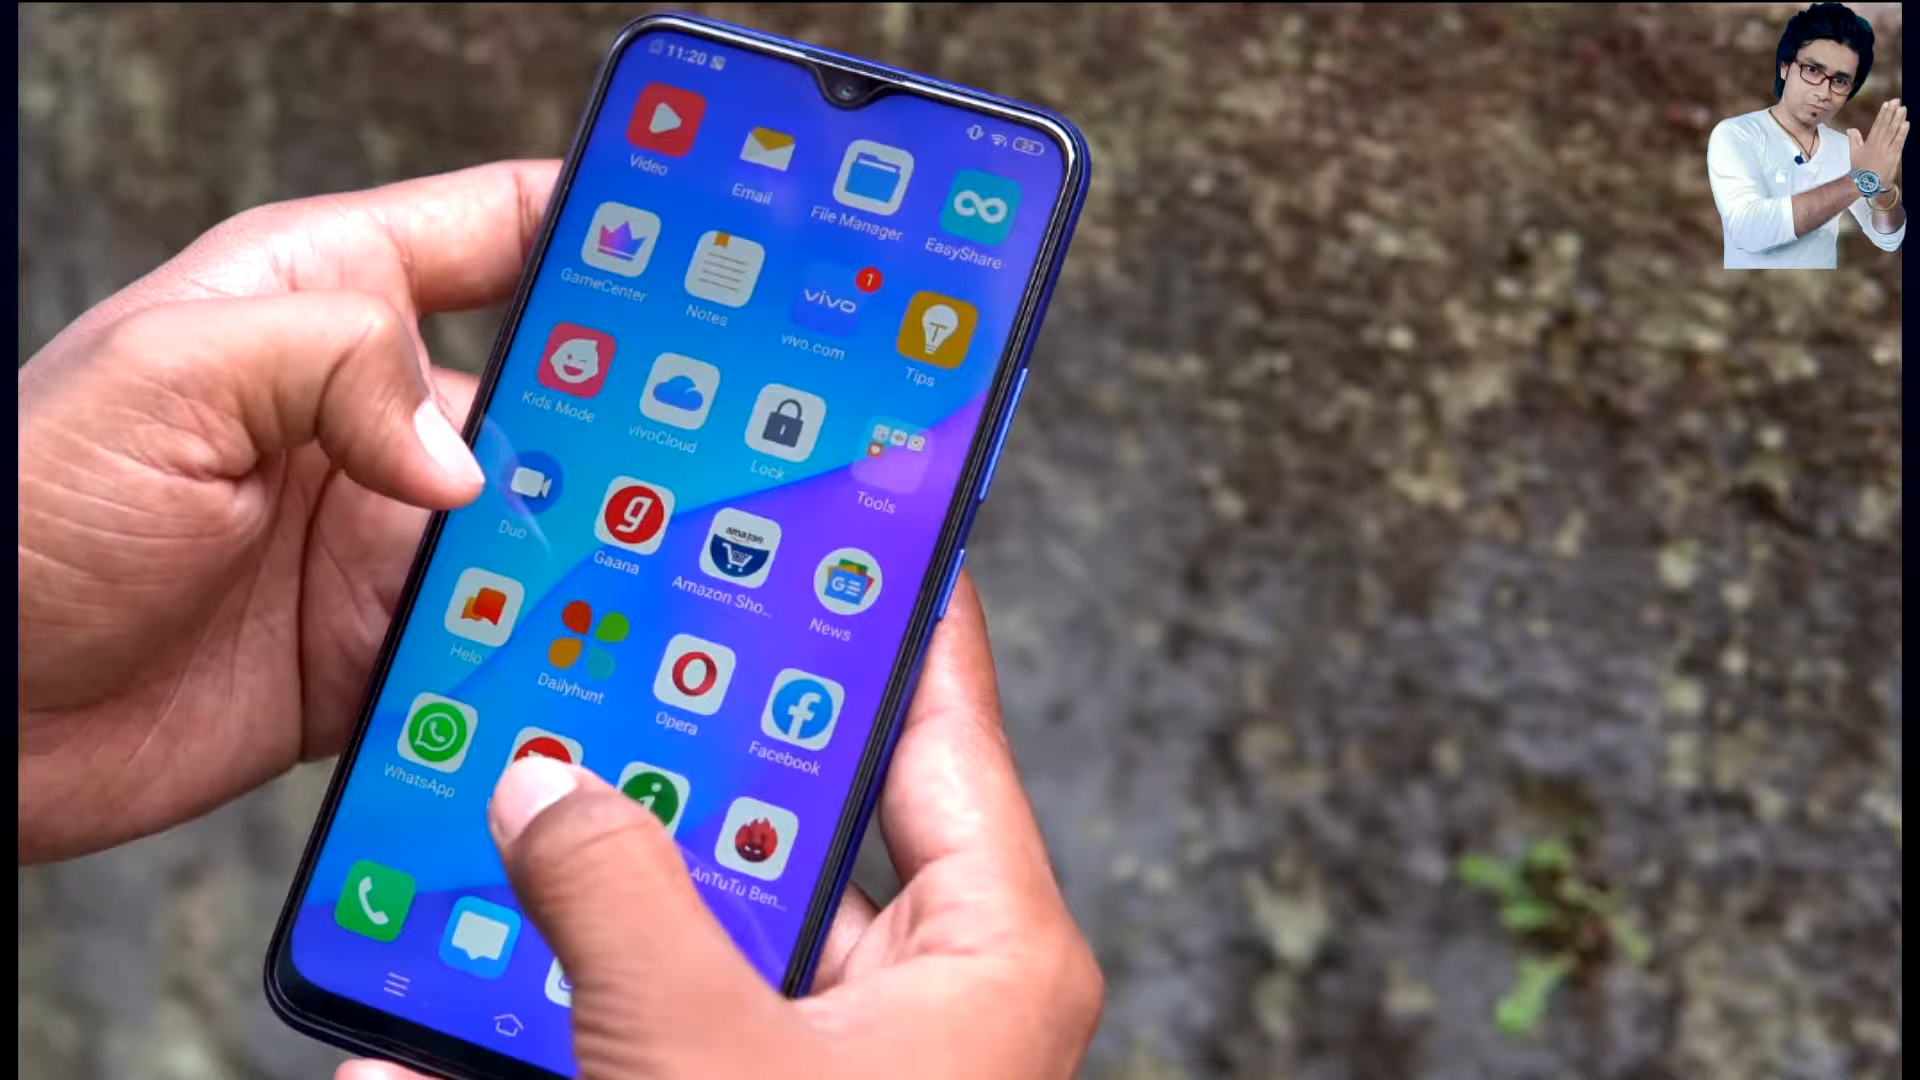 11:20
26
Video
Email
File Manager
EasyShare
GameCenter
Notes
vivo
1
vivo.com
Tips
Kids Mode
vivoCloud
Lock
Tools
Duo
g
Gaana
amazon
Amazon Sho...
G
News
Helo
Dailyhunt
Opera
Facebook
WhatsApp
AnTuTu Ben...